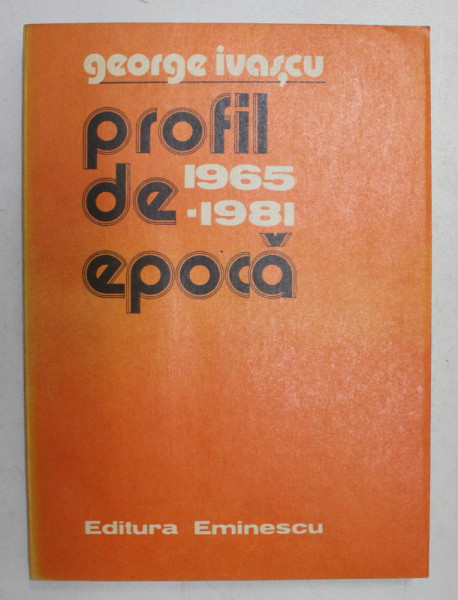 george ivașcu
profil
de 1965
-1981
epocă
Editura Eminescu